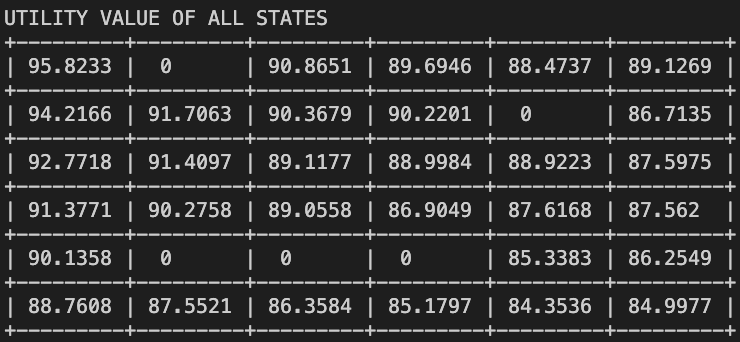 UTILITY VALUE OF ALL STATES
+---------+---------+---------+---------+---------+---------+
| 95.8233 | 0 | 90.8651 | 89.6946 | 88.4737 | 89.1269 |
+---------+---------+---------+---------+---------+---------+
| 94.2166 | 91.7063 | 90.3679 | 90.2201 | 0 | 86.7135 |
+---------+---------+---------+---------+---------+---------+
| 92.7718 | 91.4097 | 89.1177 | 88.9984 | 88.9223 | 87.5975 |
+---------+---------+---------+---------+---------+---------+
| 91.3771 | 90.2758 | 89.0558 | 86.9049 | 87.6168 | 87.562 |
+---------+---------+---------+---------+---------+---------+
| 90.1358 | 0 | 0 | 0 | 85.3383 | 86.2549 |
+---------+---------+---------+---------+---------+---------+
| 88.7608 | 87.5521 | 86.3584 | 85.1797 | 84.3536 | 84.9977 |
+---------+---------+---------+---------+---------+---------+